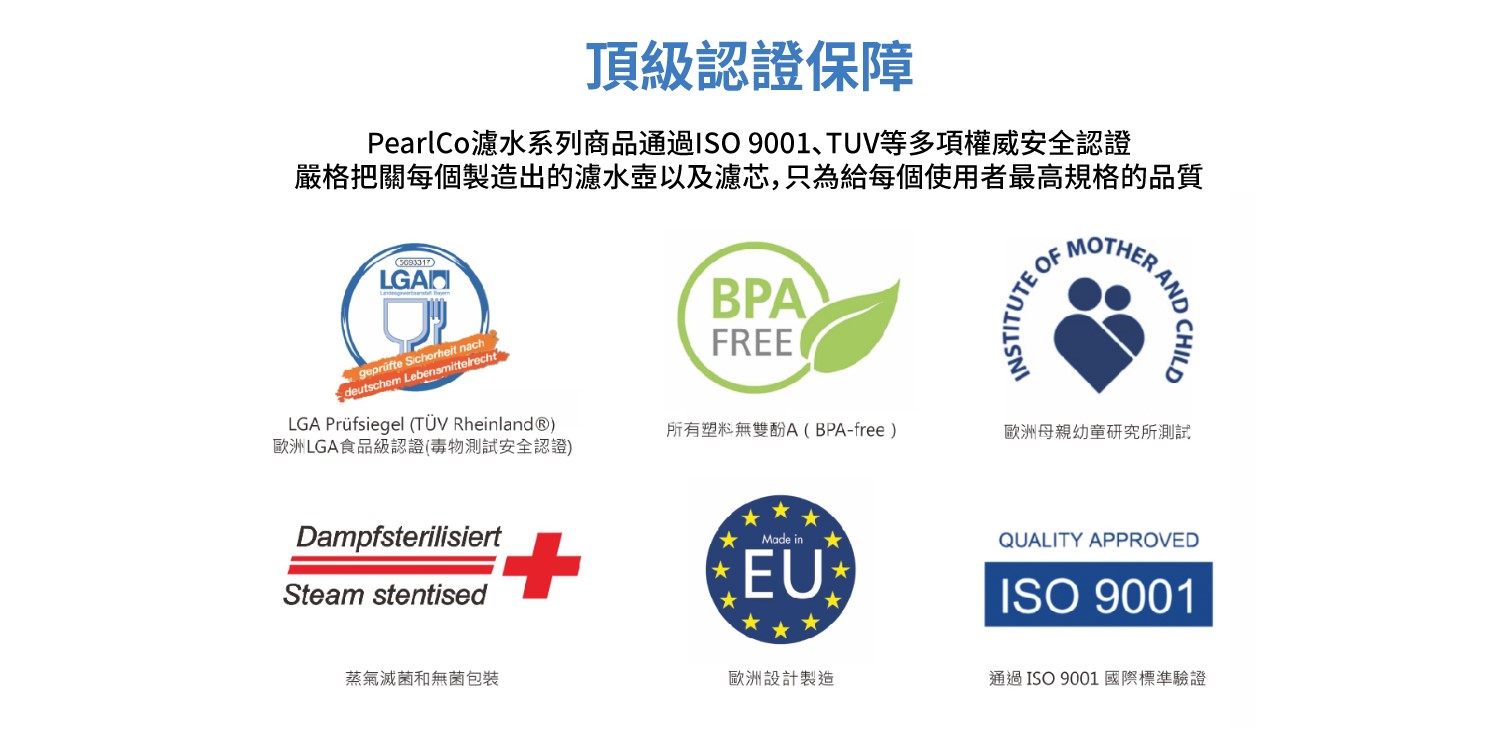 頂級認證保障
PearlCo濾水系列商品通過ISO 9001、TUV等多項權威安全認證
嚴格把關每個製造出的濾水壺以及濾芯,只為給每個使用者最高規格的品質
5693317
LGA
Landesgewerbeanstalt Bayern
geprüfte Sicherheit nach
deutschem Lebensmittelrecht
LGA Prüfsiegel (TÜV Rheinland®)
歐洲LGA食品級認證(毒物測試安全認證)
BPA
FREE
所有塑料無雙酚A ( BPA-free )
INSTITUTE OF MOTHER AND CHILD
歐洲母親幼童研究所測試
Dampfsterilisiert
Steam stentised
蒸氣滅菌和無菌包裝
Made in
EU
歐洲設計製造
QUALITY APPROVED
ISO 9001
通過 ISO 9001 國際標準驗證